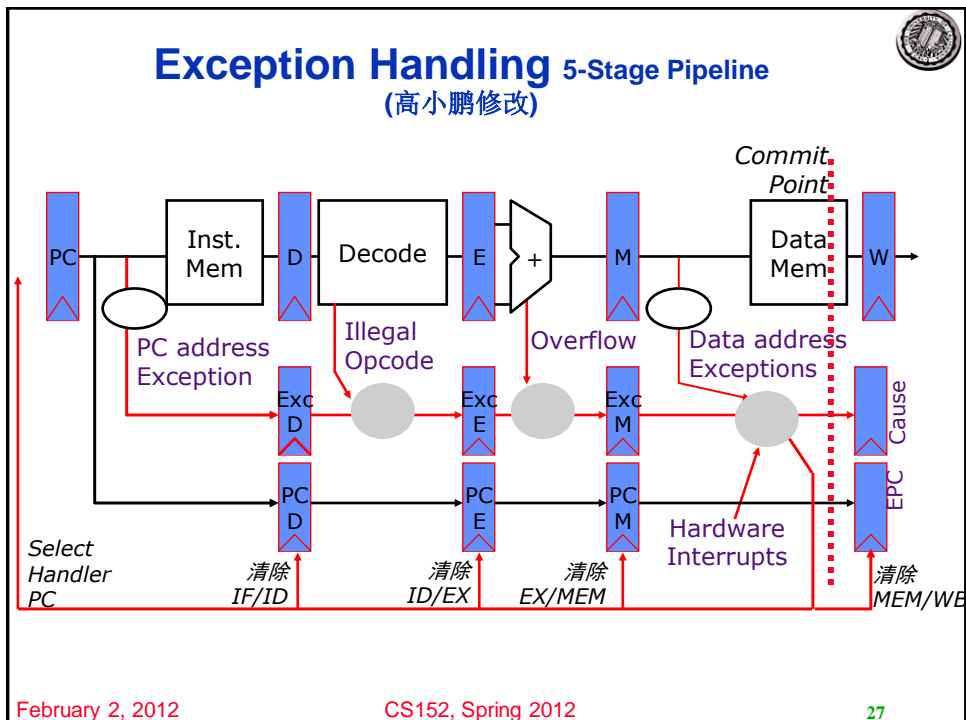 Exception Handling 5-Stage Pipeline
(高小鹏修改)
Commit
Point
PC
Inst.
Mem
D
Decode
E
+
M
Data
Mem
W
PC address
Exception
Illegal
Opcode
Overflow
Data address
Exceptions
Exc
D
Exc
E
Exc
M
Cause
PC
D
PC
E
PC
M
EPC
Hardware
Interrupts
Select
Handler
PC
清除
IF/ID
清除
ID/EX
清除
EX/MEM
清除
MEM/WB
February 2, 2012
CS152, Spring 2012
27